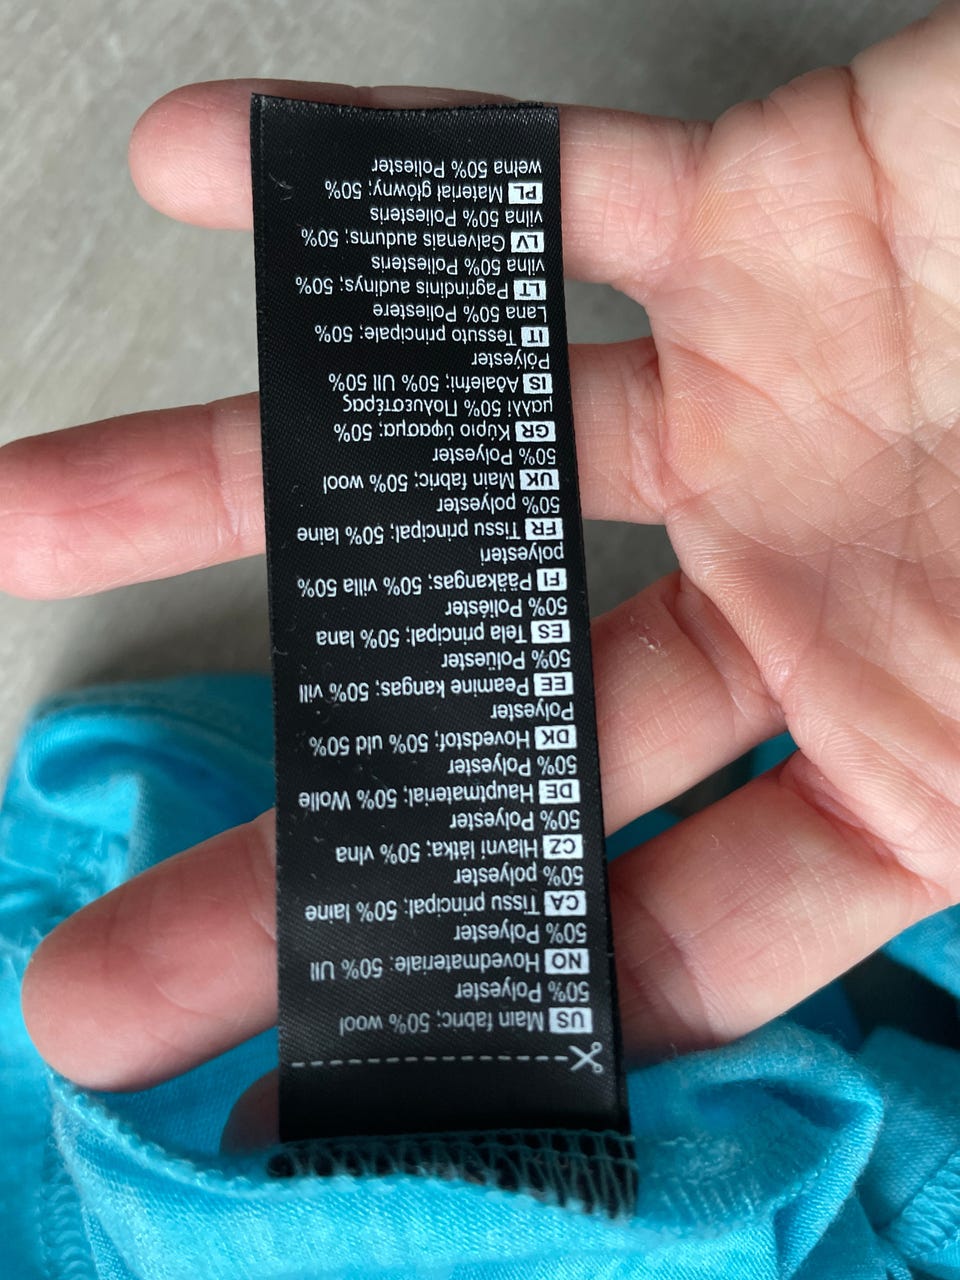 US Main fabric; 50% wool
50% Polyester
NO Hovedmateriale: 50% Ull
50% Polyester
CA Tissu principal; 50% laine
50% polyester
CZ Hlavní látka; 50% vlna
50% Polyester
DE Hauptmaterial; 50% Wolle
50% Polyester
DK Hovedstof; 50% uld 50%
Polyester
EE Peamine kangas; 50% vill
50% Polüester
ES Tela principal; 50% lana
50% Poliéster
FI Pääkangas; 50% villa 50%
polyesteri
FR Tissu principal; 50% laine
50% polyester
UK Main fabric; 50% wool
50% Polyester
GR Κύριο ύφασμα; 50%
μαλλί 50% Πολυεστέρας
IS Aðalefni; 50% Ull 50%
Pólýester
IT Tessuto principale; 50%
Lana 50% Poliestere
LT Pagrindinis audinys; 50%
vilna 50% Poliesteris
LV Galvenais audums; 50%
vilna 50% Poliesteris
PL Materiał główny; 50%
wełna 50% Poliester